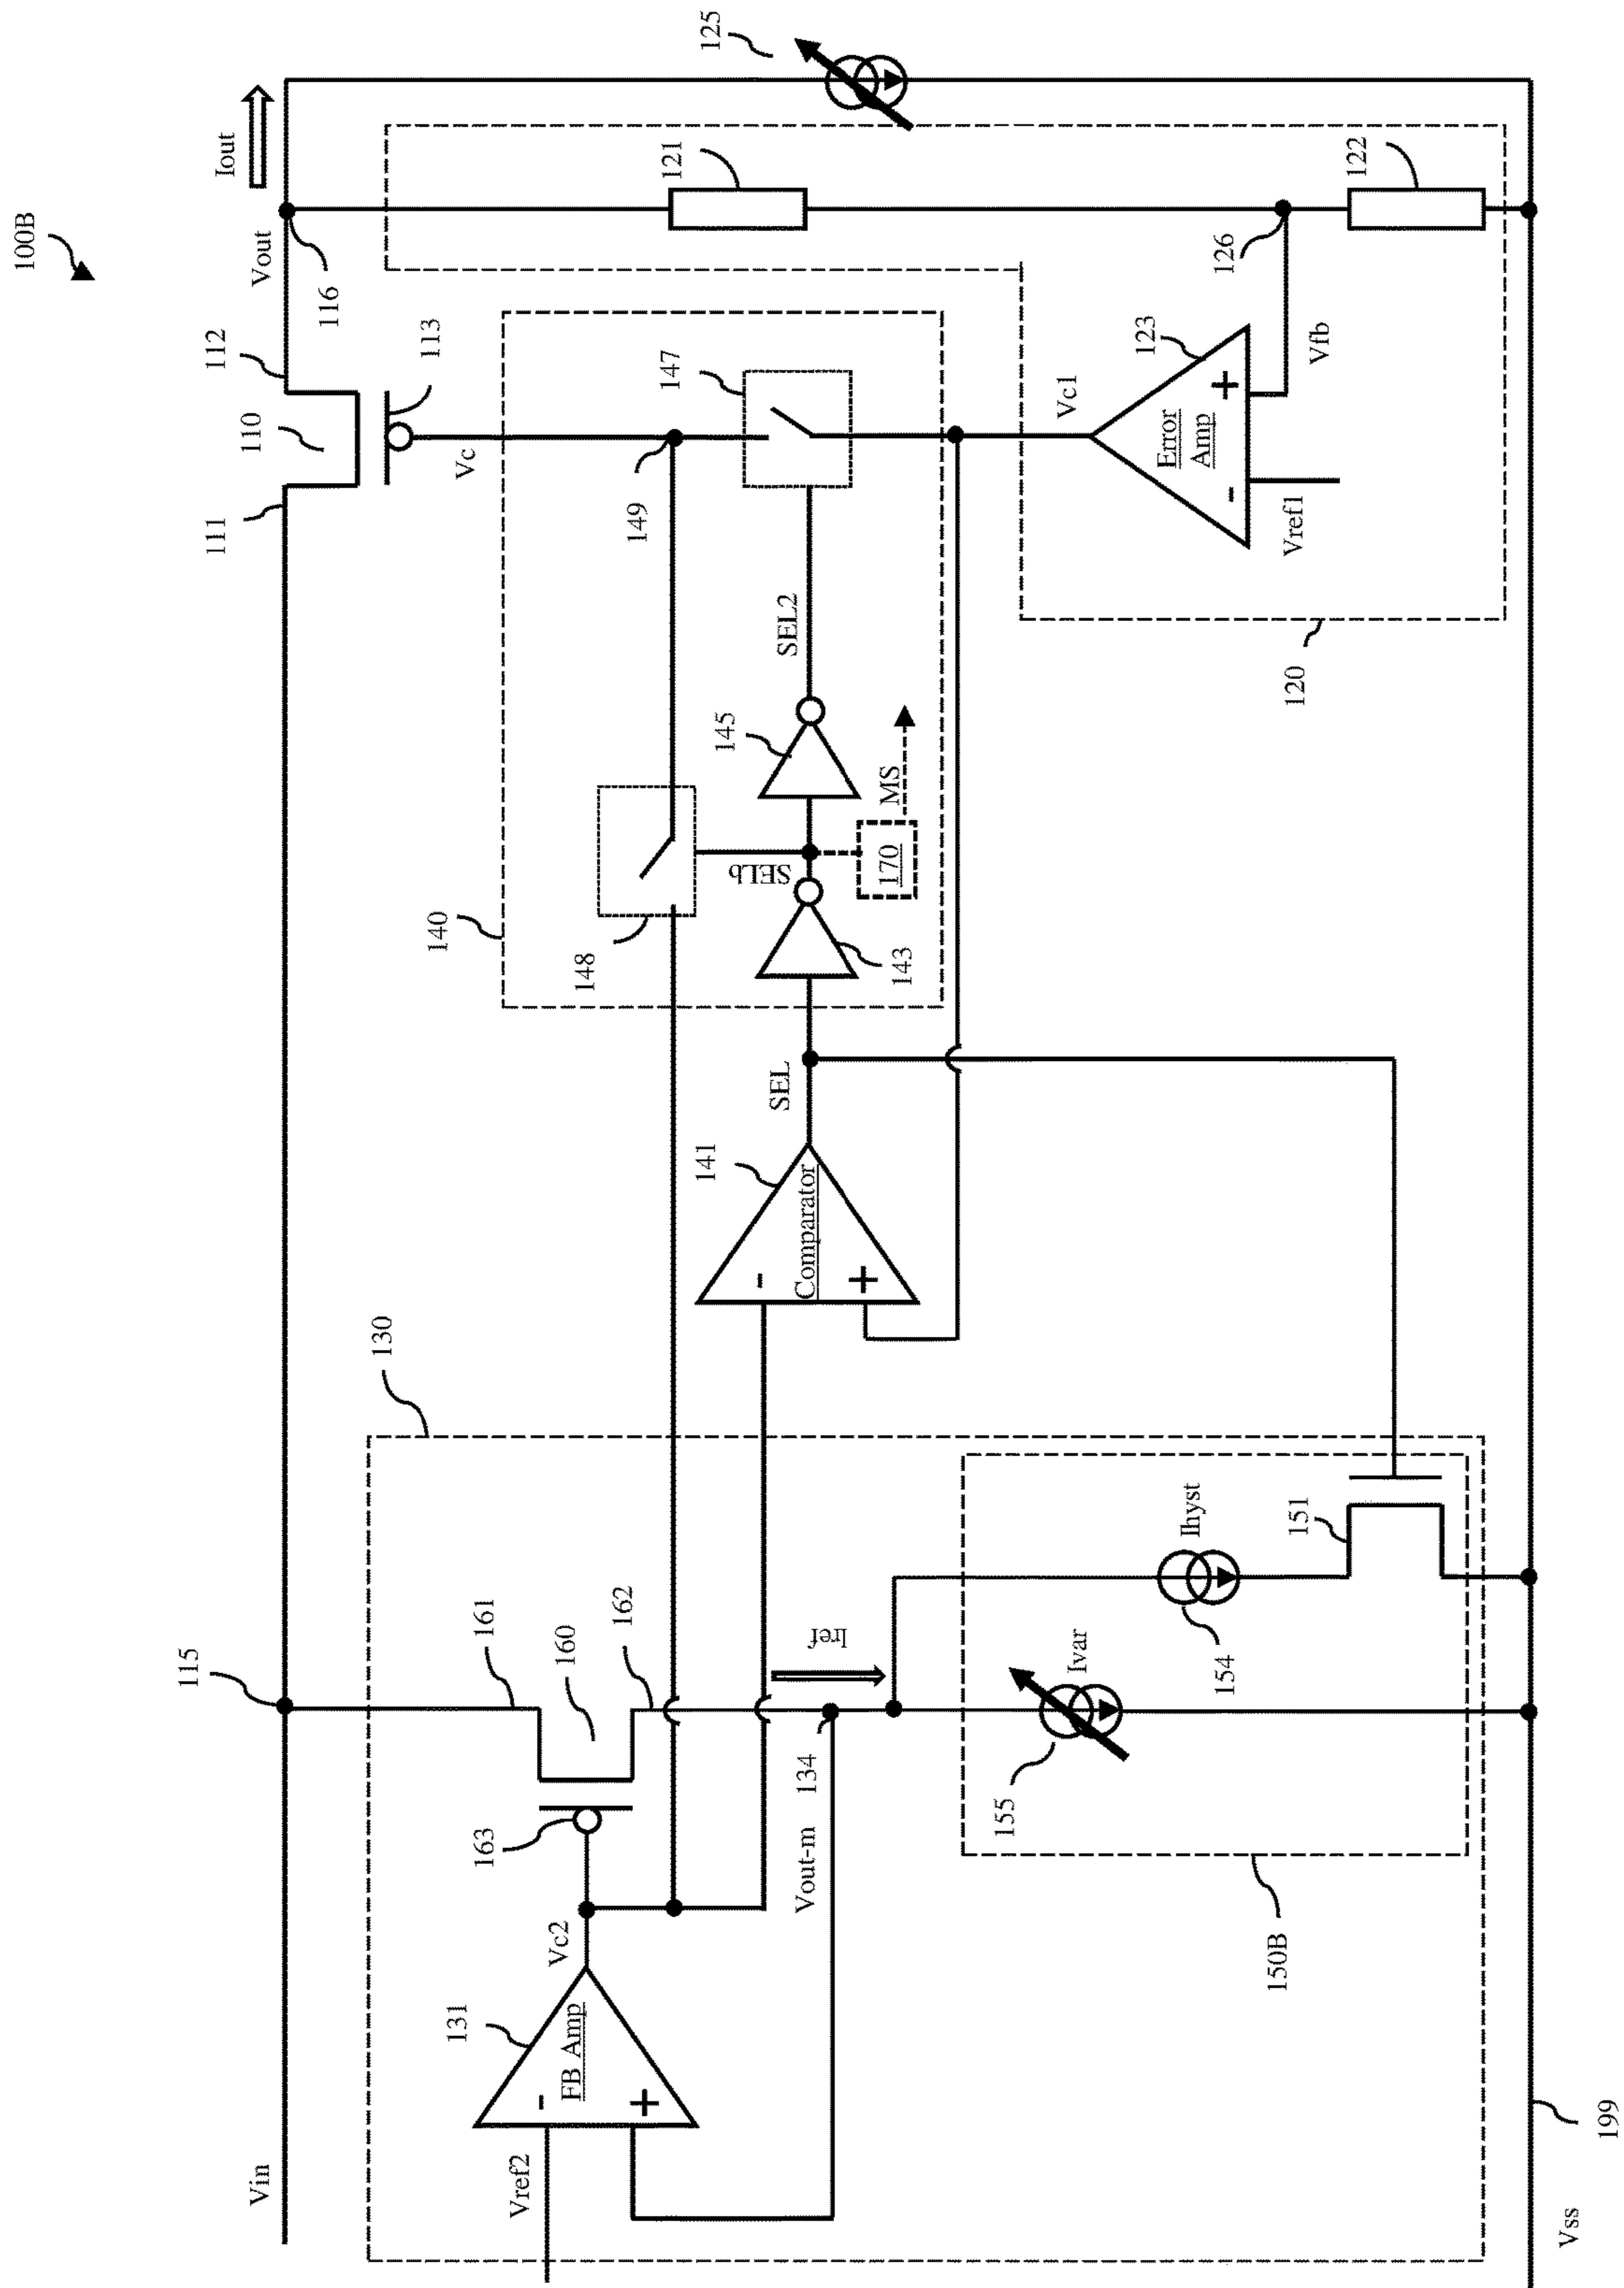 100B
Vin
115
111
110
112
Vout
116
Iout
113
125
130
161
160
162
163
Vc2
131
FB Amp
-
+
Vref2
Vout-m
134
Iref
Ivar
155
Ihyst
154
151
150B
141
Comparator
-
+
SEL
140
148
SELb
143
145
170
MS
SEL2
149
Vc
147
Vc1
123
Error
Amp
-
+
Vref1
Vfb
126
121
122
120
Vss
199